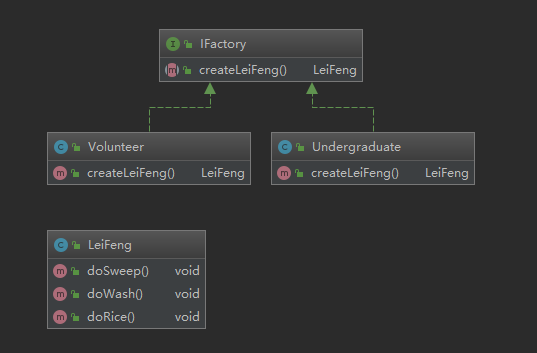 I IFactory
m createLeiFeng() LeiFeng
C Volunteer
m createLeiFeng() LeiFeng
C Undergraduate
m createLeiFeng() LeiFeng
C LeiFeng
m doSweep() void
m doWash() void
m doRice() void